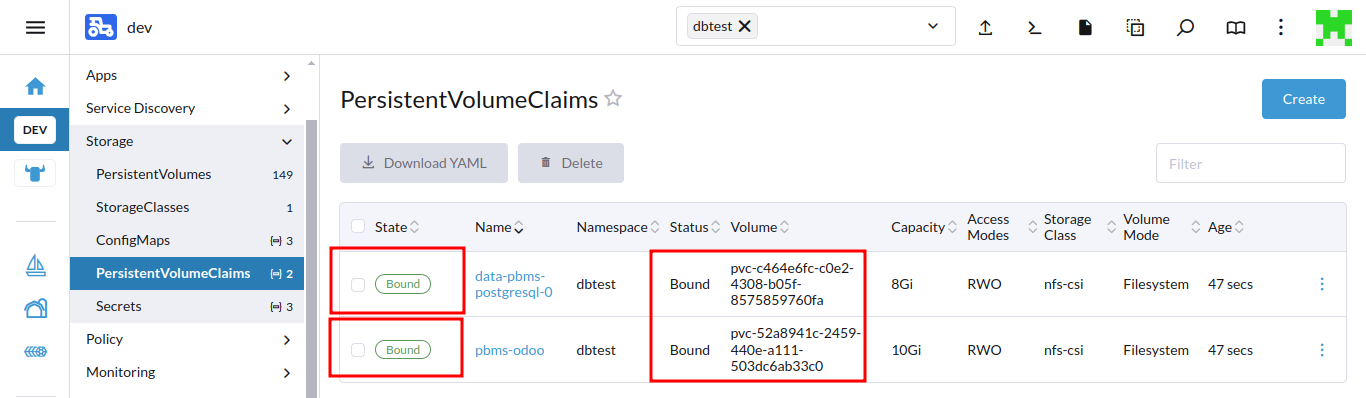 dev
dbtest
DEV
Apps
Service Discovery
Storage
PersistentVolumes 149
StorageClasses 1
ConfigMaps 3
PersistentVolumeClaims 2
Secrets 3
Policy
Monitoring
PersistentVolumeClaims
Create
Download YAML
Delete
Filter
State Name Namespace Status Volume Capacity Access Modes Storage Class Volume Mode Age
Bound
data-pbms-
postgresql-0
dbtest
Bound
pvc-c464e6fc-c0e2-
4308-b05f-
8575859760fa
8Gi
RWO
nfs-csi
Filesystem
47 secs
Bound
pbms-odoo
dbtest
Bound
pvc-52a8941c-2459-
440e-a111-
503dc6ab33c0
10Gi
RWO
nfs-csi
Filesystem
47 secs